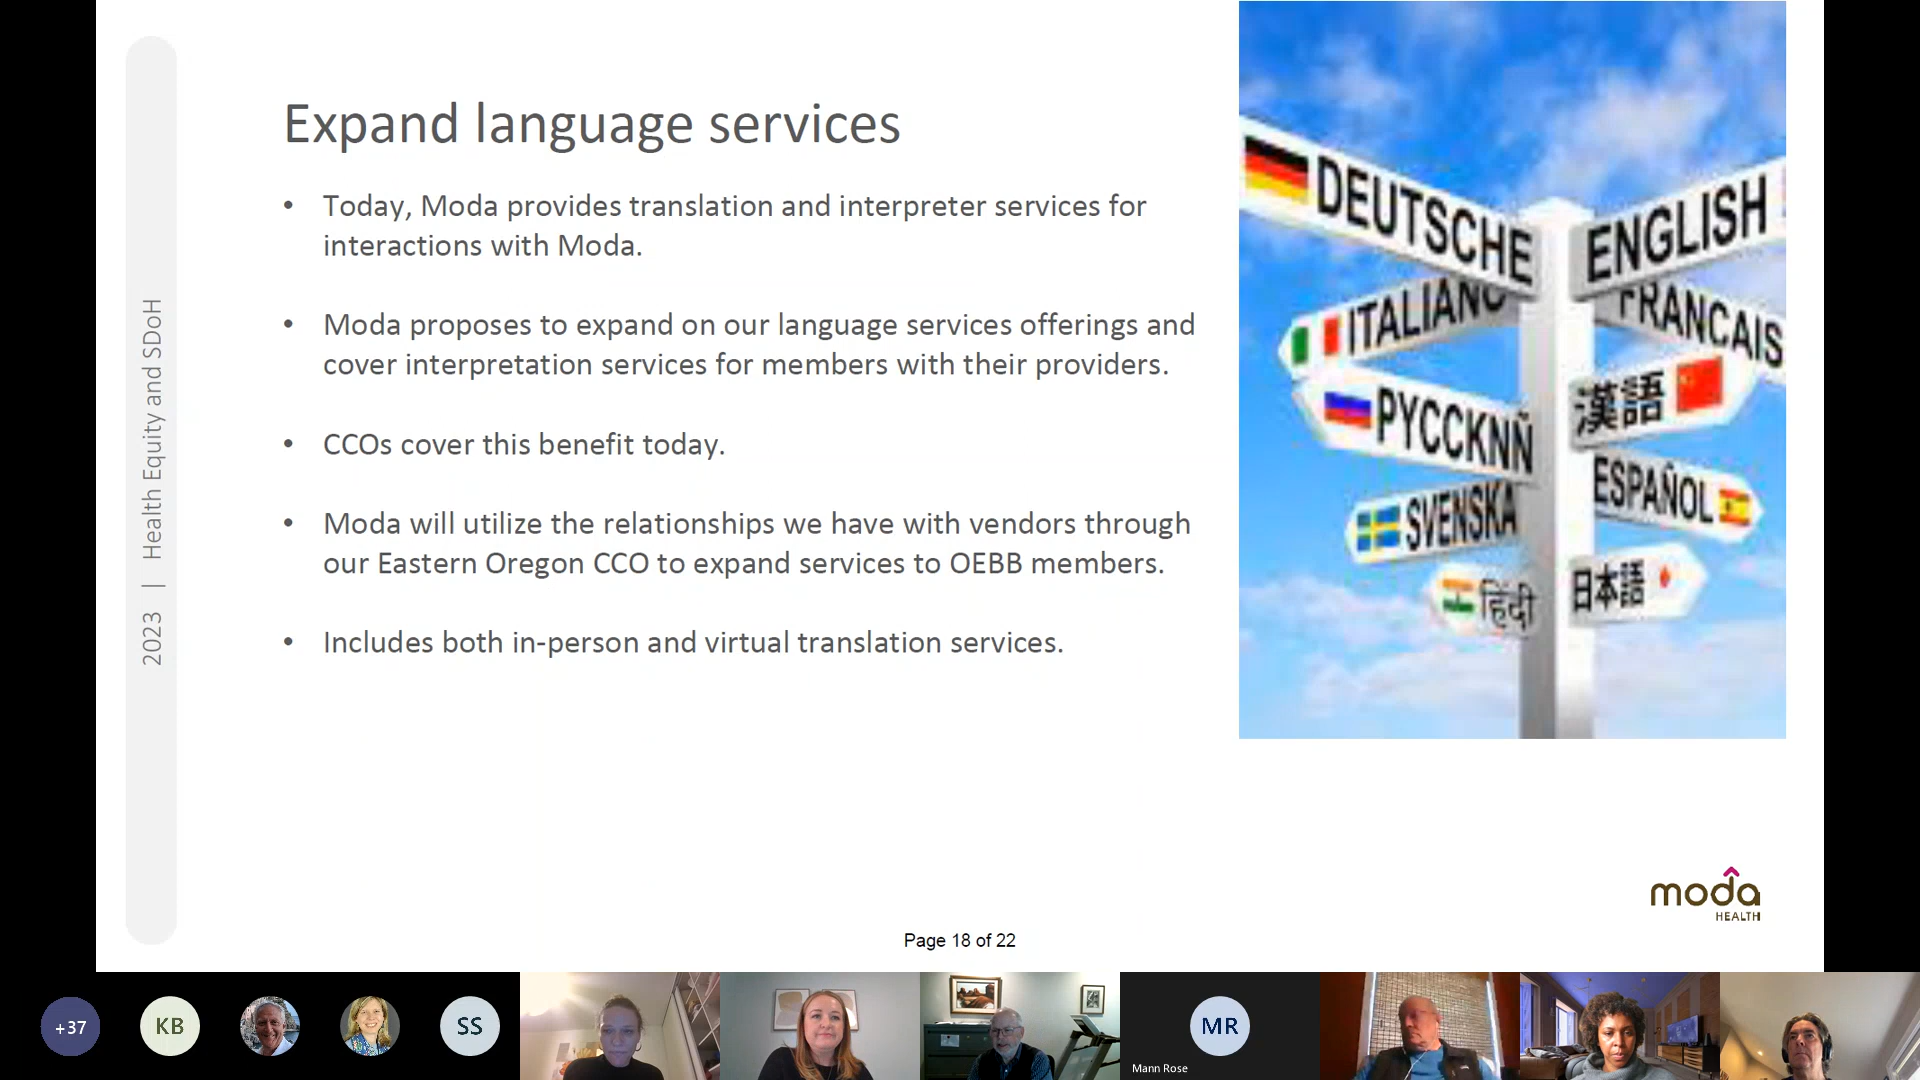 Expand language services
• Today, Moda provides translation and interpreter services for
interactions with Moda.
• Moda proposes to expand on our language services offerings and
cover interpretation services for members with their providers.
• CCOs cover this benefit today.
• Moda will utilize the relationships we have with vendors through
our Eastern Oregon CCO to expand services to OEBB members.
• Includes both in-person and virtual translation services.
2023 | Health Equity and SDoH
DEUTSCHE
ENGLISH
ITALIANO
FRANCAIS
РУССКNЙ
漢語
SVENSKA
ESPAÑOL
हिंदी
日本語
moda
HEALTH
Page 18 of 22
+37
KB
SS
MR
Mann Rose